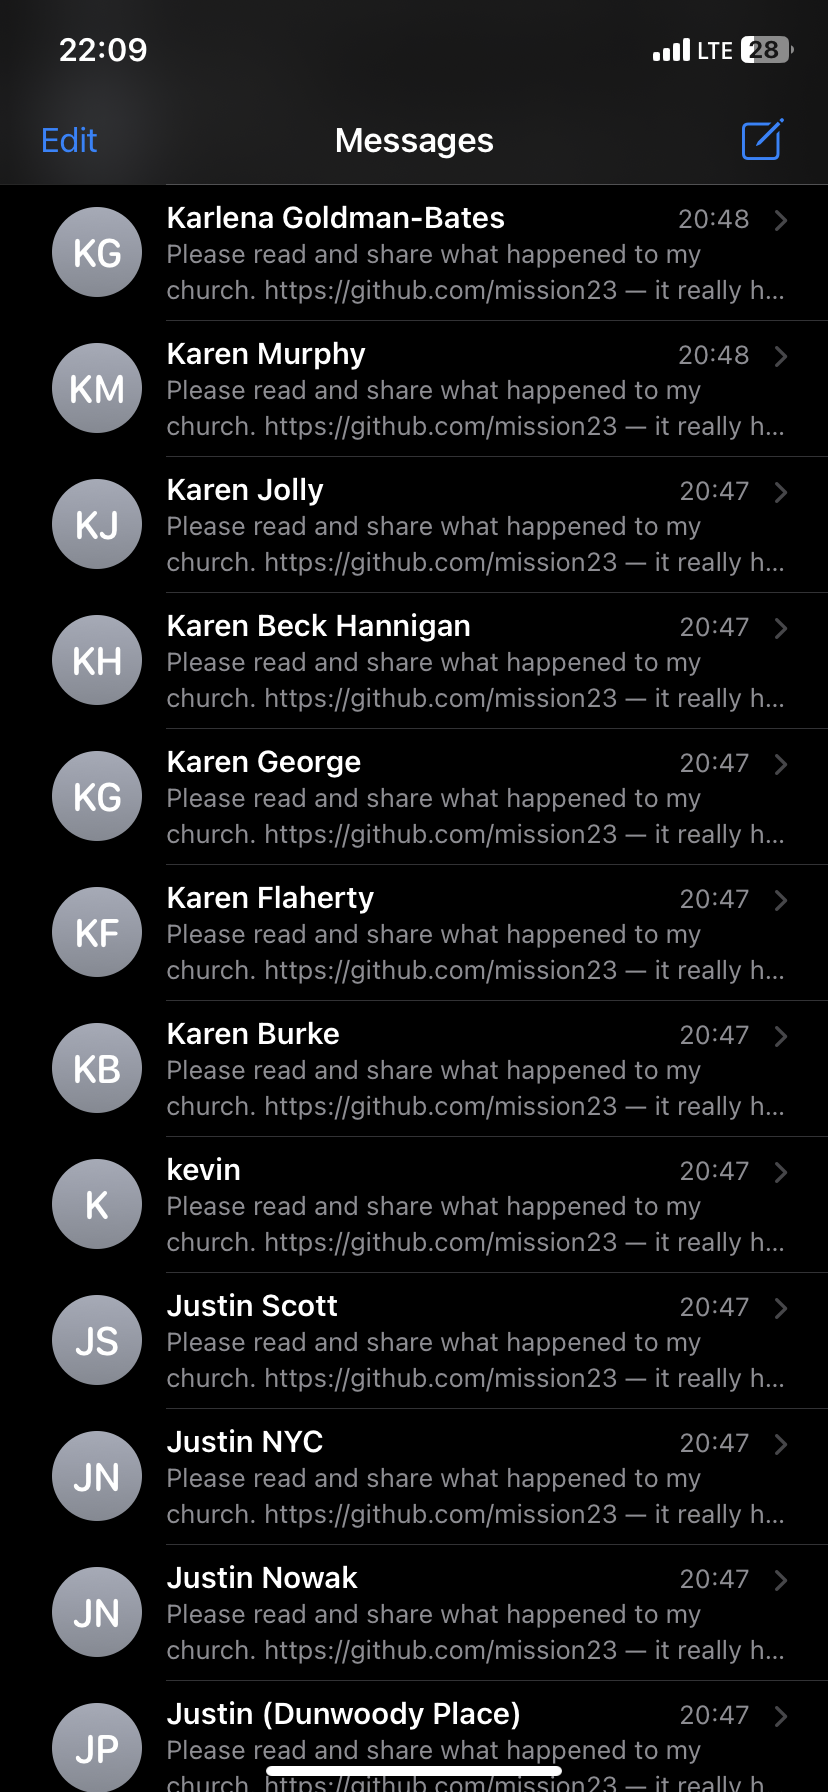 22:09
LTE 28
Edit
Messages
KG
Karlena Goldman-Bates 20:48
Please read and share what happened to my
church. https://github.com/mission23 — it really h...
KM
Karen Murphy 20:48
Please read and share what happened to my
church. https://github.com/mission23 — it really h...
KJ
Karen Jolly 20:47
Please read and share what happened to my
church. https://github.com/mission23 — it really h...
KH
Karen Beck Hannigan 20:47
Please read and share what happened to my
church. https://github.com/mission23 — it really h...
KG
Karen George 20:47
Please read and share what happened to my
church. https://github.com/mission23 — it really h...
KF
Karen Flaherty 20:47
Please read and share what happened to my
church. https://github.com/mission23 — it really h...
KB
Karen Burke 20:47
Please read and share what happened to my
church. https://github.com/mission23 — it really h...
K
kevin 20:47
Please read and share what happened to my
church. https://github.com/mission23 — it really h...
JS
Justin Scott 20:47
Please read and share what happened to my
church. https://github.com/mission23 — it really h...
JN
Justin NYC 20:47
Please read and share what happened to my
church. https://github.com/mission23 — it really h...
JN
Justin Nowak 20:47
Please read and share what happened to my
church. https://github.com/mission23 — it really h...
JP
Justin (Dunwoody Place) 20:47
Please read and share what happened to my
church. https://github.com/mission23 — it really h...